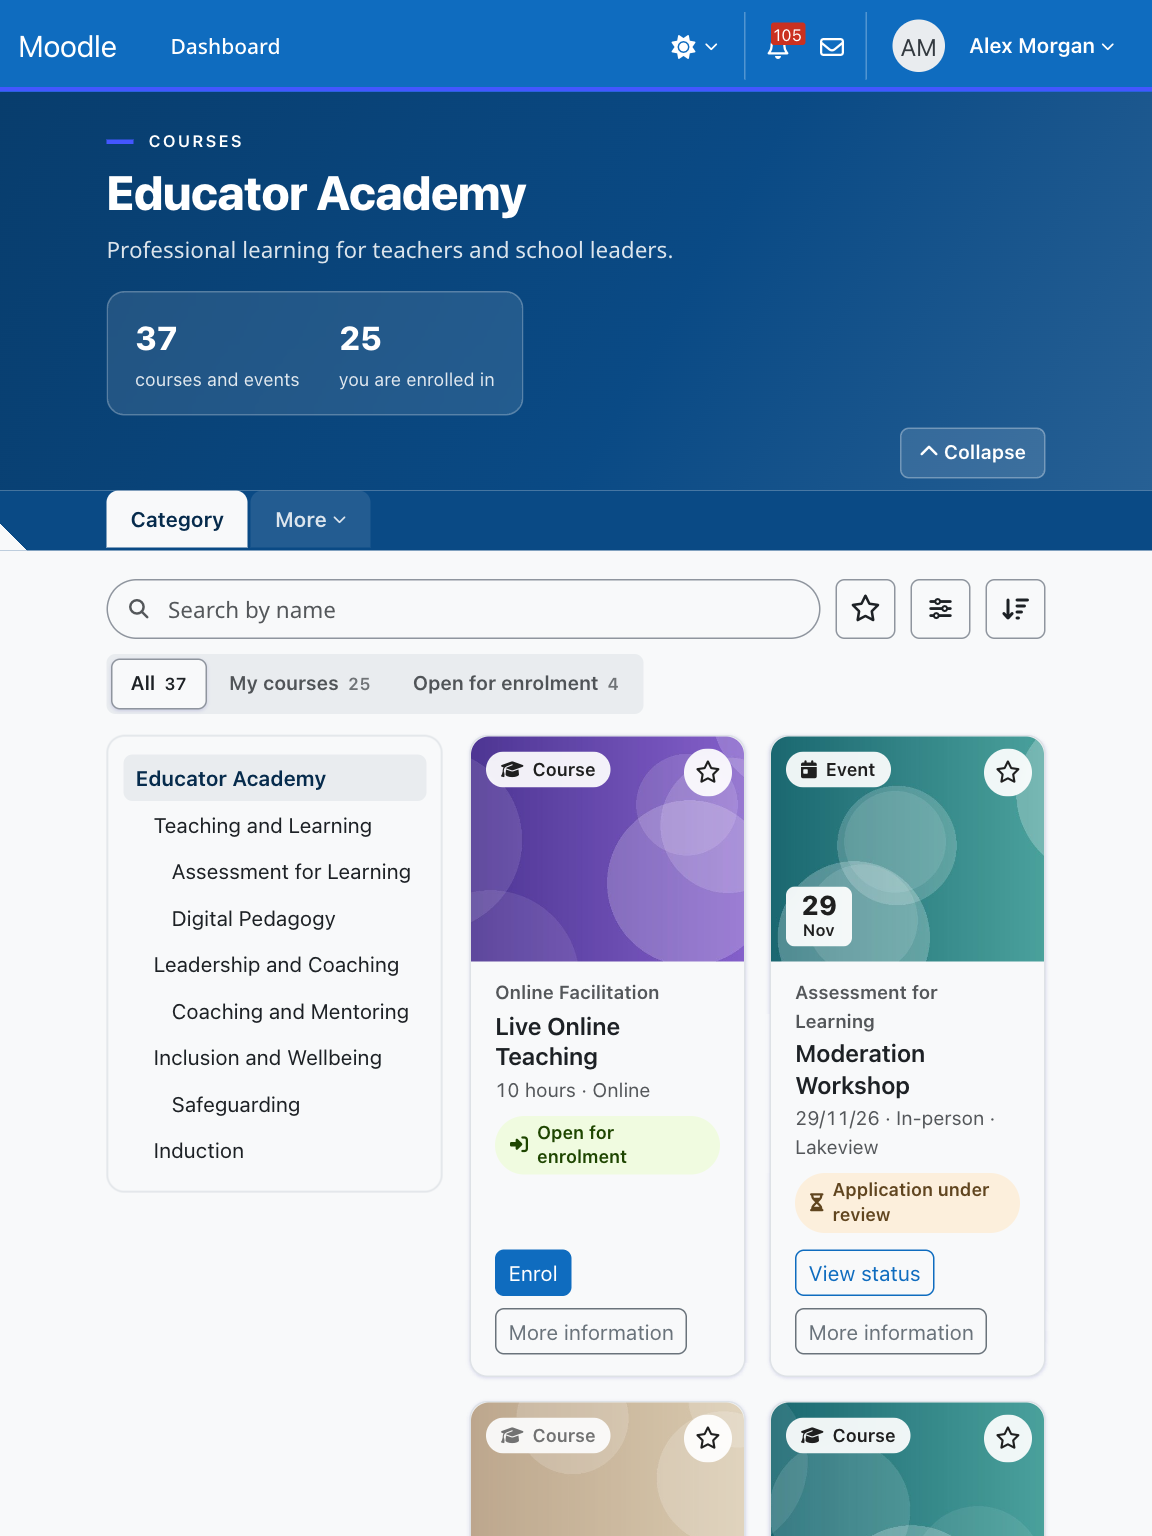 Moodle
Dashboard
105
AM
Alex Morgan
COURSES
Educator Academy
Professional learning for teachers and school leaders.
37
courses and events
25
you are enrolled in
Collapse
Category
More
Search by name
All 37
My courses 25
Open for enrolment 4
Educator Academy
Teaching and Learning
Assessment for Learning
Digital Pedagogy
Leadership and Coaching
Coaching and Mentoring
Inclusion and Wellbeing
Safeguarding
Induction
Course
Online Facilitation
Live Online
Teaching
10 hours · Online
Open for
enrolment
Enrol
More information
Event
29
Nov
Assessment for
Learning
Moderation
Workshop
29/11/26 · In-person ·
Lakeview
Application under
review
View status
More information
Course
Course